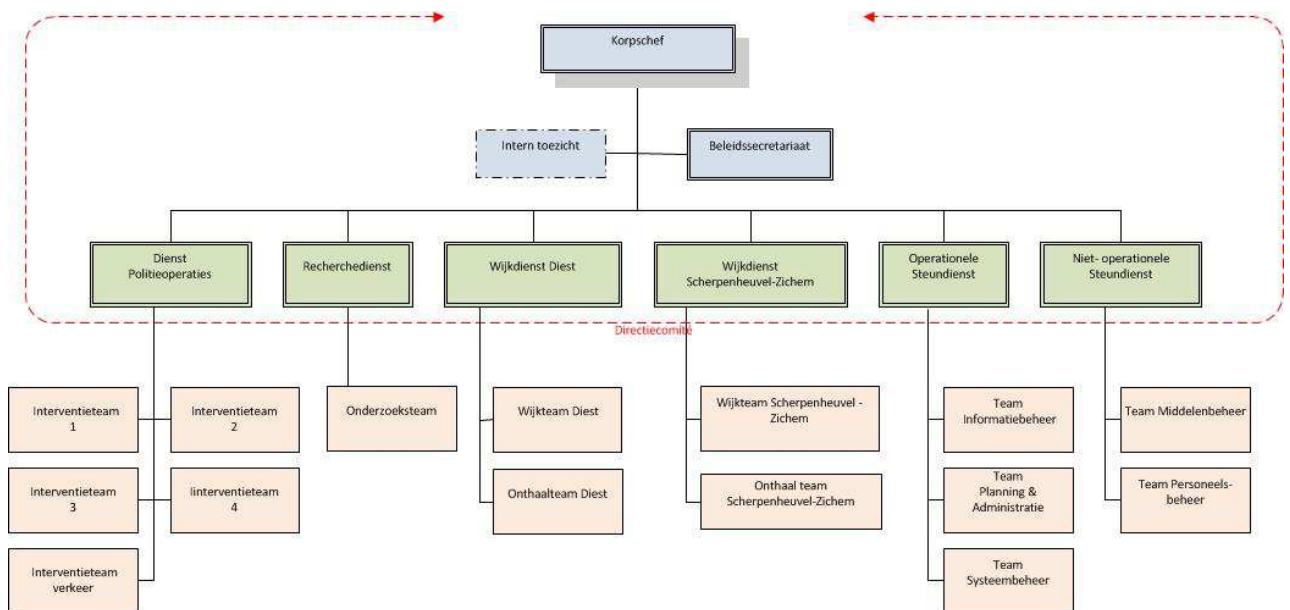 Korpschef
Intern toezicht
Beleidssecretariaat
Dienst
Politieoperaties
Recherchedienst
Wijkdienst Diest
Wijkdienst
Scherpenheuvel-Zichem
Operationele
Steundienst
Niet- operationele
Steundienst
Directiecomité
Interventieteam
1
Interventieteam
2
Onderzoeksteam
Wijkteam Diest
Wijkteam Scherpenheuvel -
Zichem
Team
Informatiebeheer
Team Middelenbeheer
Interventieteam
3
Iinterventieteam
4
Onthaalteam Diest
Onthaal team
Scherpenheuvel-Zichem
Team
Planning &
Administratie
Team Personeels-
beheer
Interventieteam
verkeer
Team
Systeembeheer